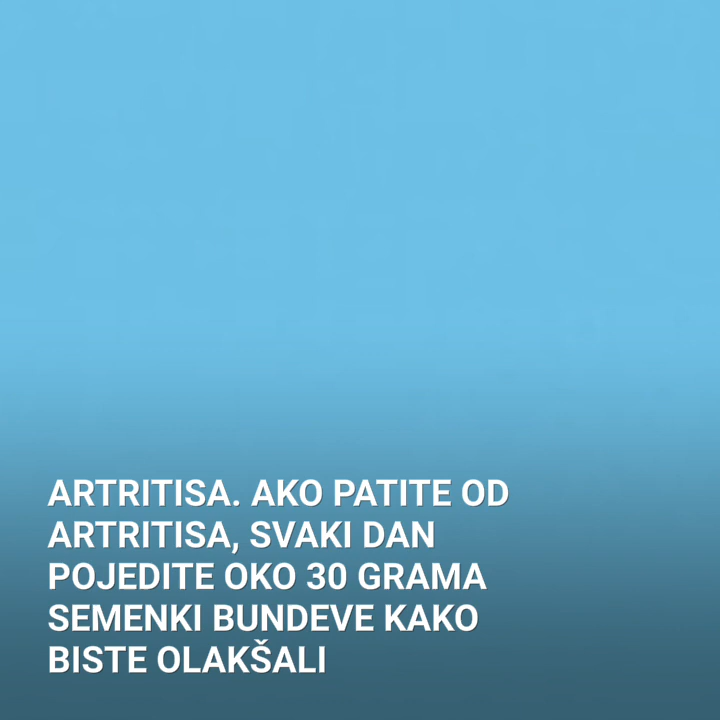 ARTRITISA. AKO PATITE OD
ARTRITISA, SVAKI DAN
POJEDITE OKO 30 GRAMA
SEMENKI BUNDEVE KAKO
BISTE OLAKŠALI